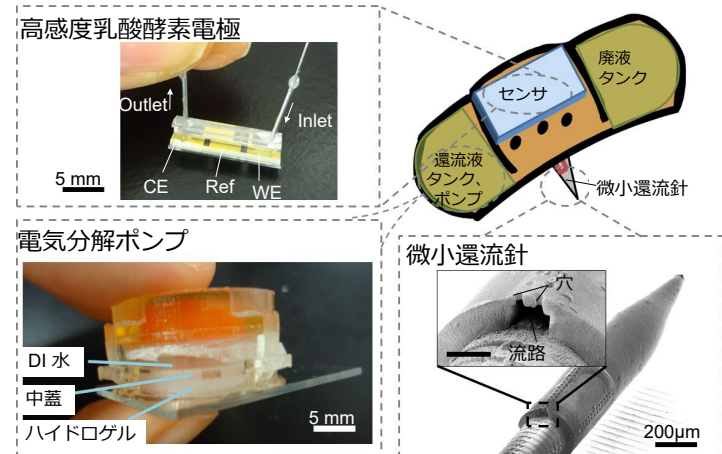 高感度乳酸酵素電極
Outlet
Inlet
5 mm
CE
Ref
WE
廃液
タンク
センサ
還流液
タンク、
ポンプ
微小還流針
電気分解ポンプ
DI 水
中蓋
ハイドロゲル
5 mm
微小還流針
穴
流路
200μm